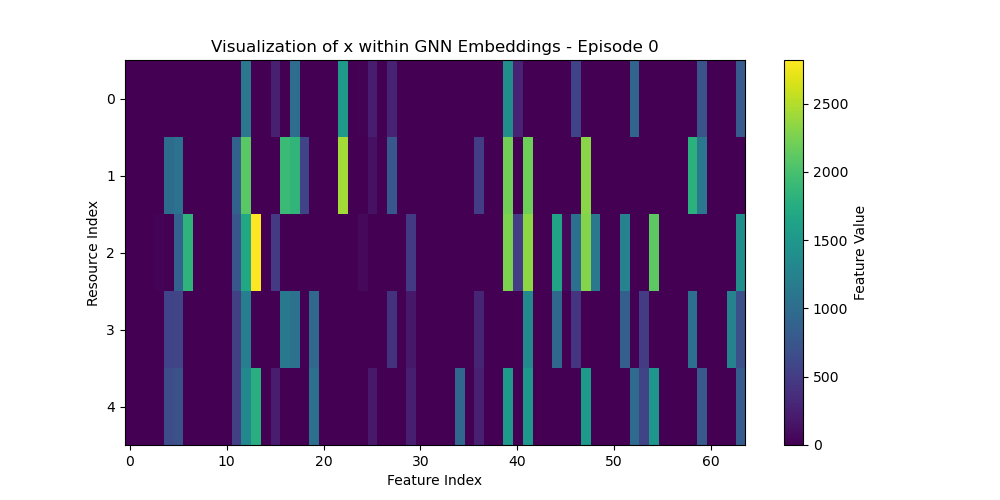 Visualization of x within GNN Embeddings - Episode 0
Resource Index
0
1
2
3
4
0 10 20 30 40 50 60
Feature Index
2500
2000
1500
1000
500
0
Feature Value